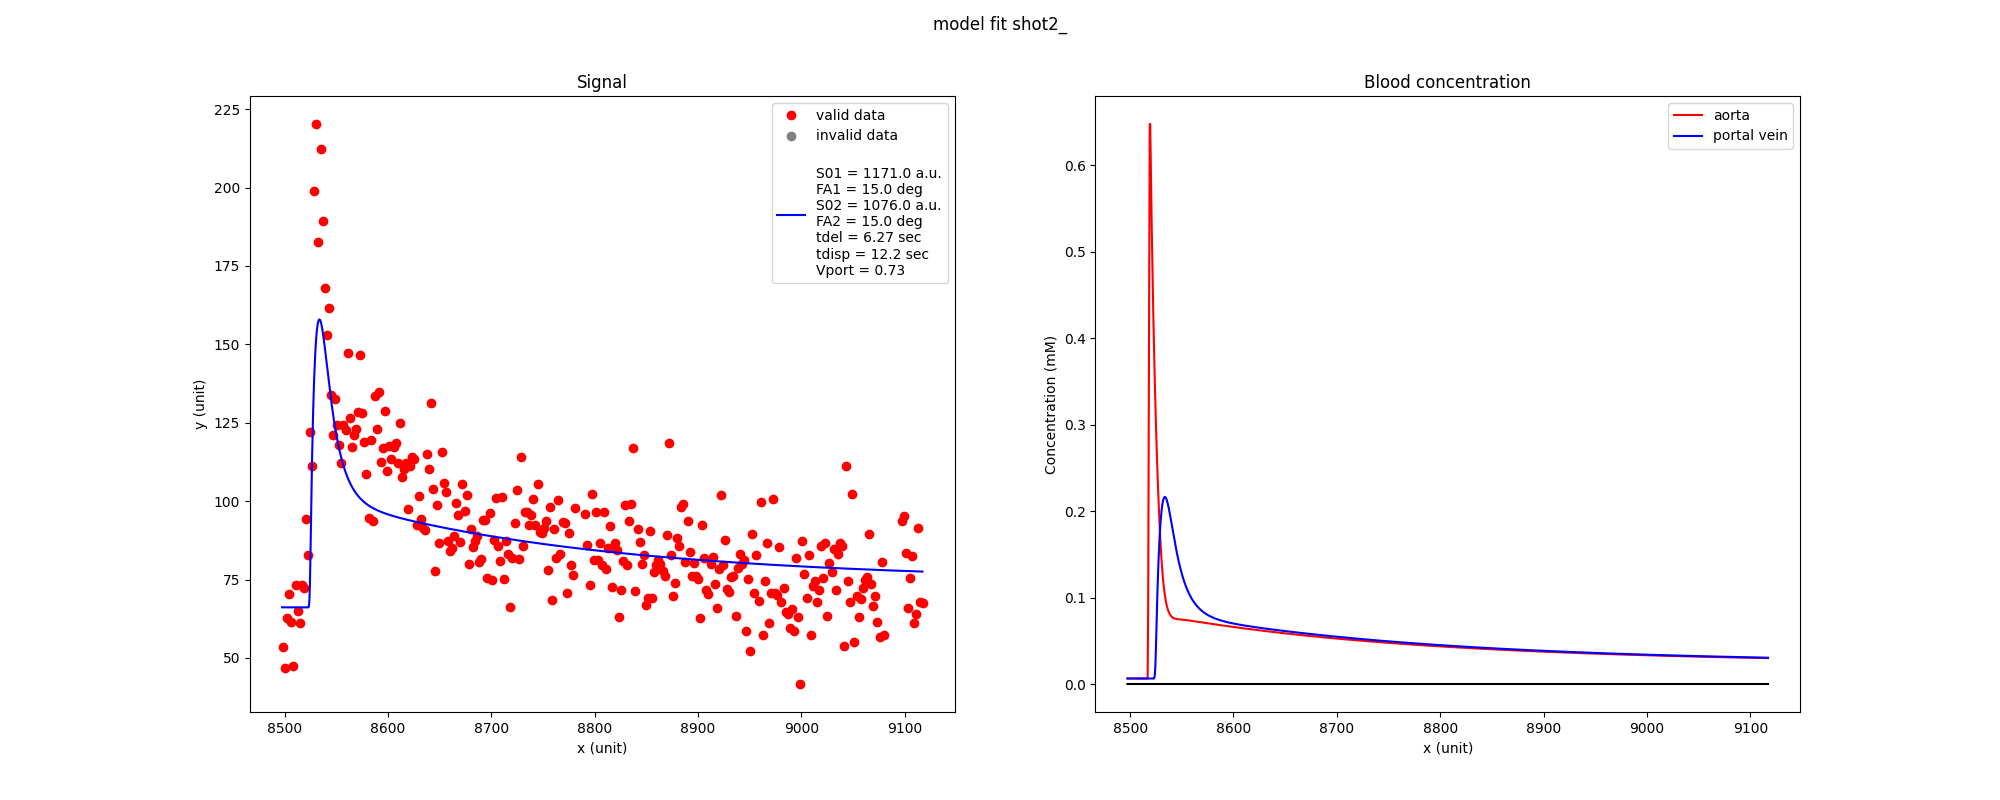 model fit shot2_
Signal
225
200
175
150
125
100
75
50
y (unit)
8500 8600 8700 8800 8900 9000 9100
x (unit)
valid data
invalid data
S01 = 1171.0 a.u.
FA1 = 15.0 deg
S02 = 1076.0 a.u.
FA2 = 15.0 deg
tdel = 6.27 sec
tdisp = 12.2 sec
Vport = 0.73
Blood concentration
0.6
0.5
0.4
0.3
0.2
0.1
0.0
Concentration (mM)
8500 8600 8700 8800 8900 9000 9100
x (unit)
aorta
portal vein